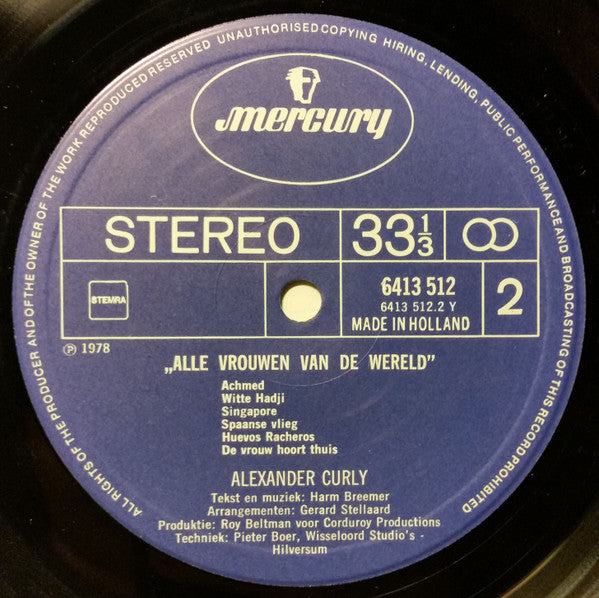 ALL RIGHTS OF THE PRODUCER AND OF THE OWNER OF THE WORK REPRODUCED RESERVED UNAUTHORISED COPYING HIRING, LENDING, PUBLIC PERFORMANCE AND BROADCASTING OF THIS RECORD PROHIBITED
mercury
STEREO 33 1/3
STEMRA
6413 512
6413 512.2 Y
MADE IN HOLLAND
2
Ⓟ 1978
„ALLE VROUWEN VAN DE WERELD”
Achmed
Witte Hadji
Singapore
Spaanse vlieg
Huevos Racheros
De vrouw hoort thuis
ALEXANDER CURLY
Tekst en muziek: Harm Breemer
Arrangementen: Gerard Stellaard
Produktie: Roy Beltman voor Corduroy Productions
Techniek: Pieter Boer, Wisseloord Studio's -
Hilversum